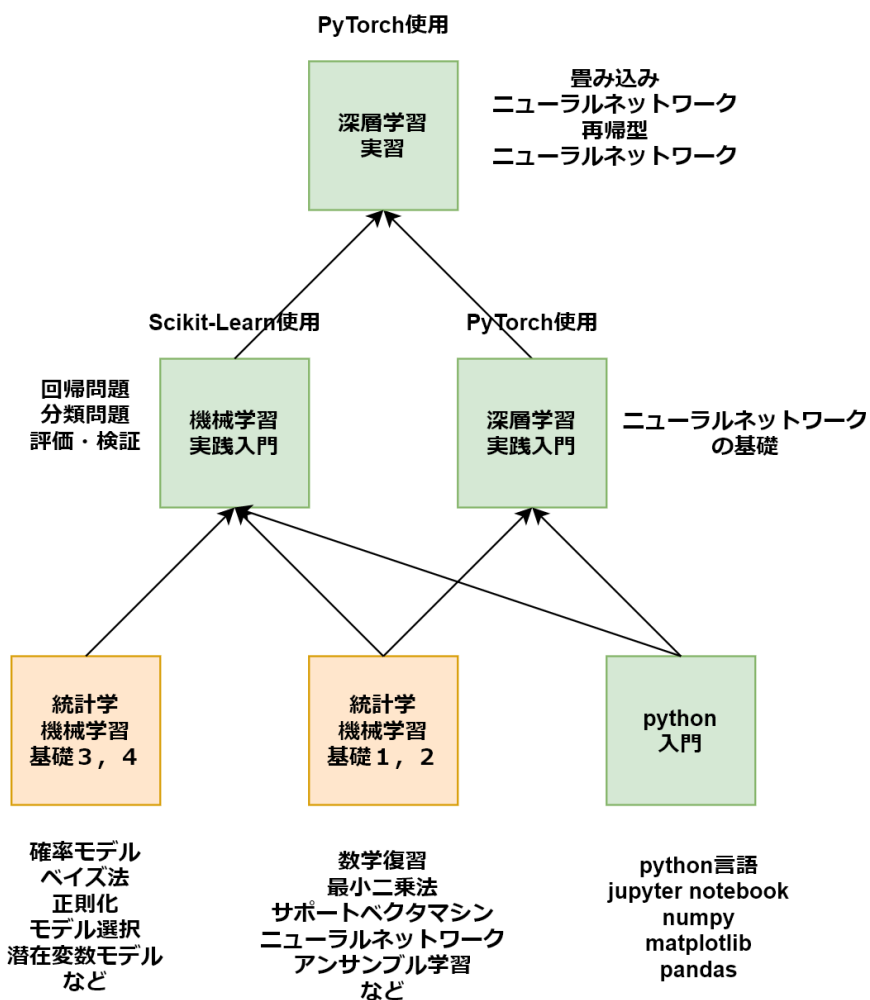 PyTorch使用
深層学習
実習
畳み込み
ニューラルネットワーク
再帰型
ニューラルネットワーク
Scikit-Learn使用
PyTorch使用
回帰問題
分類問題
評価・検証
機械学習
実践入門
深層学習
実践入門
ニューラルネットワーク
の基礎
統計学
機械学習
基礎３，４
統計学
機械学習
基礎１，２
python
入門
確率モデル
ベイズ法
正則化
モデル選択
潜在変数モデル
など
数学復習
最小二乗法
サポートベクタマシン
ニューラルネットワーク
アンサンブル学習
など
python言語
jupyter notebook
numpy
matplotlib
pandas